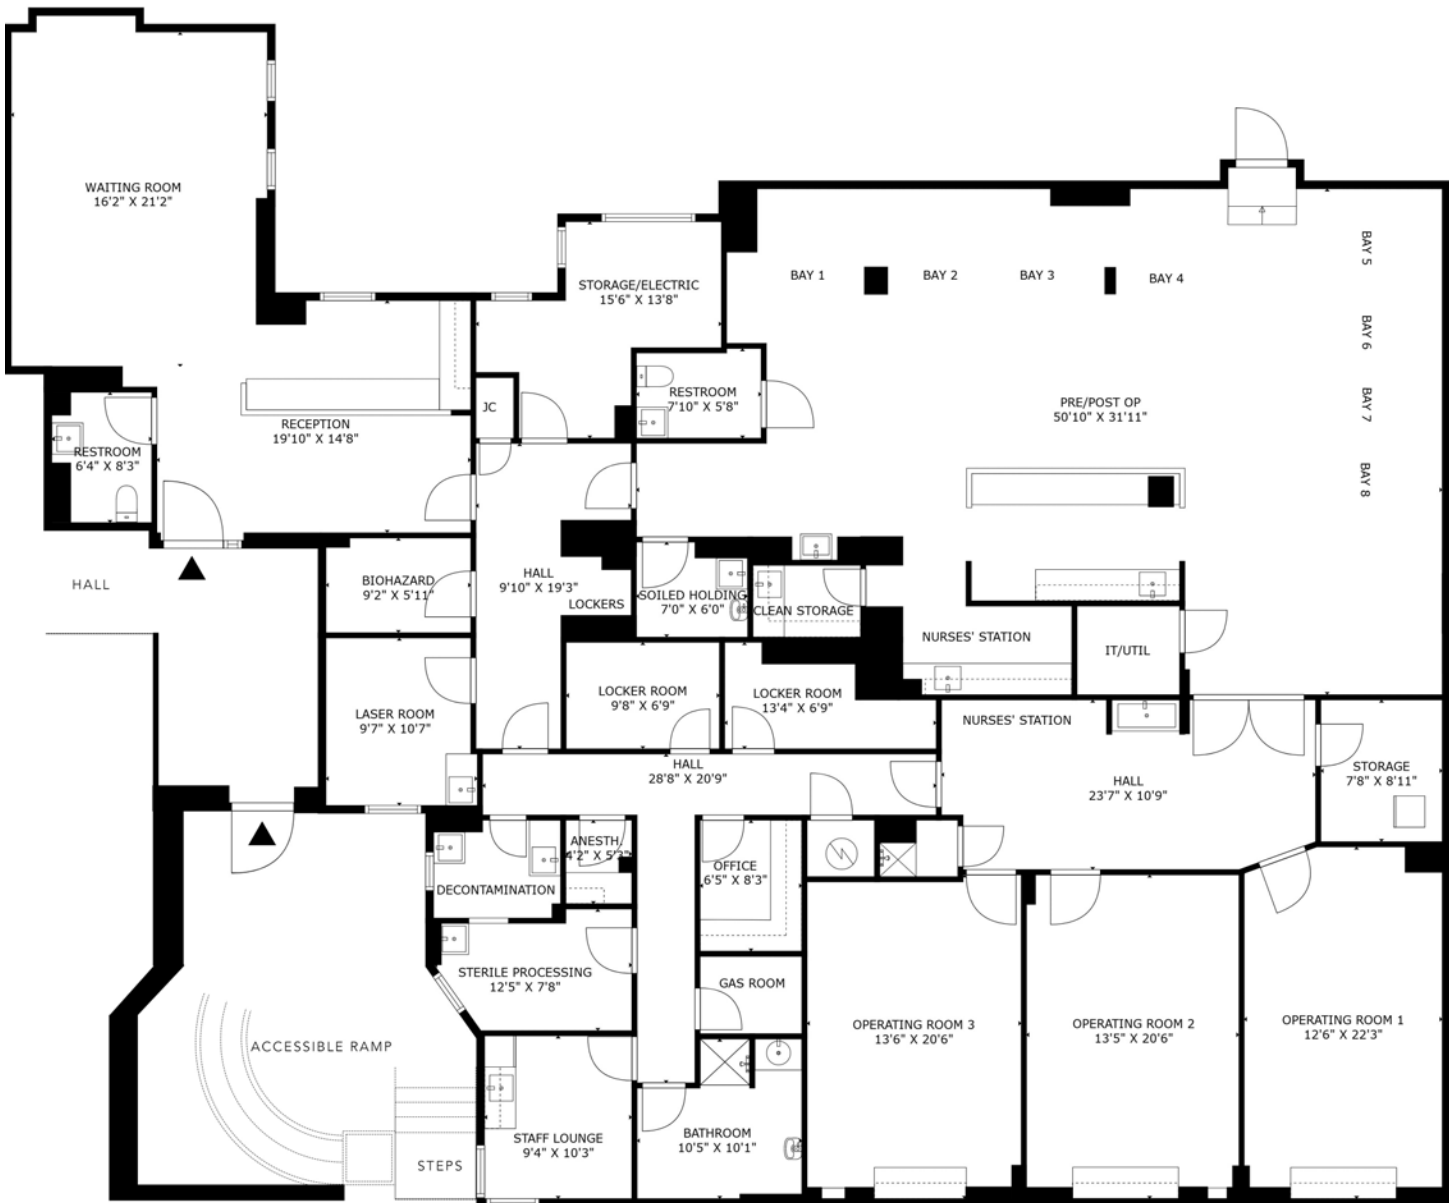 WAITING ROOM
16'2" X 21'2"
STORAGE/ELECTRIC
15'6" X 13'8"
BAY 1
BAY 2
BAY 3
BAY 4
BAY 5
BAY 6
BAY 7
BAY 8
RESTROOM
7'10" X 5'8"
PRE/POST OP
50'10" X 31'11"
JC
RECEPTION
19'10" X 14'8"
RESTROOM
6'4" X 8'3"
HALL
BIOHAZARD
9'2" X 5'11"
HALL
9'10" X 19'3"
LOCKERS
SOILED HOLDING
7'0" X 6'0"
CLEAN STORAGE
NURSES' STATION
IT/UTIL
LASER ROOM
9'7" X 10'7"
LOCKER ROOM
9'8" X 6'9"
LOCKER ROOM
13'4" X 6'9"
NURSES' STATION
HALL
28'8" X 20'9"
HALL
23'7" X 10'9"
STORAGE
7'8" X 8'11"
ANESTH.
4'2" X 5'3"
OFFICE
6'5" X 8'3"
DECONTAMINATION
STERILE PROCESSING
12'5" X 7'8"
GAS ROOM
OPERATING ROOM 3
13'6" X 20'6"
OPERATING ROOM 2
13'5" X 20'6"
OPERATING ROOM 1
12'6" X 22'3"
ACCESSIBLE RAMP
STAFF LOUNGE
9'4" X 10'3"
BATHROOM
10'5" X 10'1"
STEPS